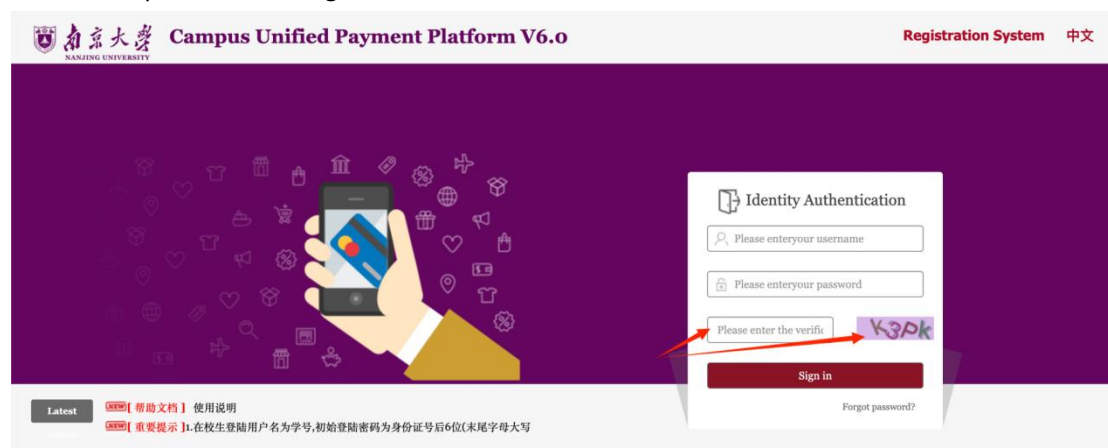 南京大學
NANJING UNIVERSITY
Campus Unified Payment Platform V6.0
Registration System 中文
Identity Authentication
Please enteryour username
Please enteryour password
Please enter the verific
K3Pk
Sign in
Forgot password?
Latest
NEW [ 帮助文档 ] 使用说明
NEW [ 重要提示 ]1.在校生登陆用户名为学号,初始登陆密码为身份证号后6位(末尾字母大写